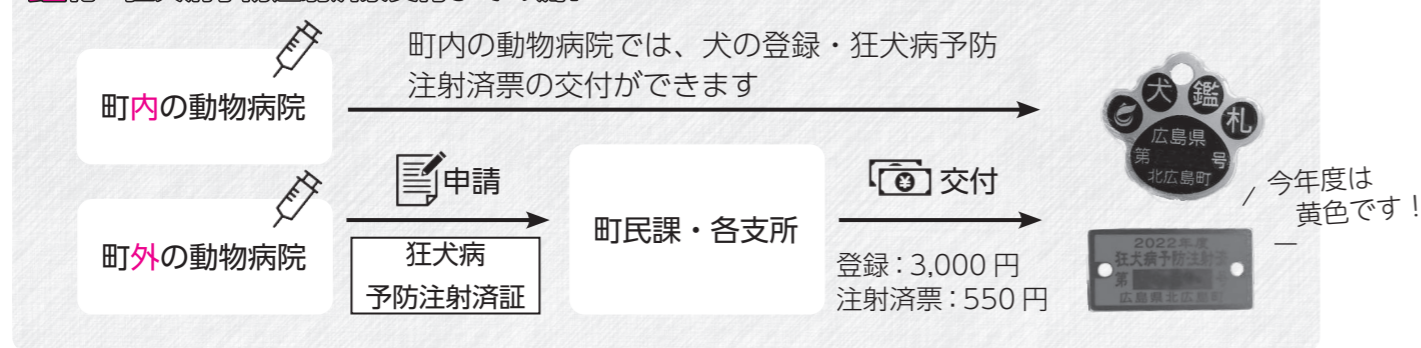 町内の動物病院
町内の動物病院では、犬の登録・狂犬病予防
注射済票の交付ができます
町外の動物病院
申請
狂犬病
予防注射済証
町民課・各支所
交付
登録：3,000円
注射済票：550円
犬鑑札
広島県
第 号
北広島町
今年度は
黄色です！
2022年度
狂犬病予防注射済
第 号
広島県北広島町